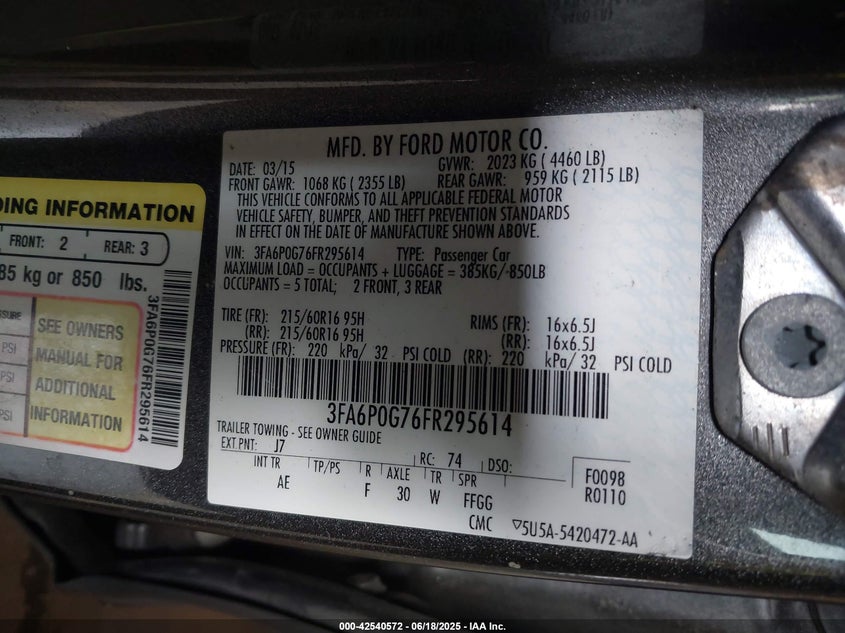 MFD. BY FORD MOTOR CO.
DATE: 03/15 GVWR: 2023 KG ( 4460 LB)
FRONT GAWR: 1068 KG ( 2355 LB) REAR GAWR: 959 KG ( 2115 LB)
THIS VEHICLE CONFORMS TO ALL APPLICABLE FEDERAL MOTOR
VEHICLE SAFETY, BUMPER, AND THEFT PREVENTION STANDARDS
IN EFFECT ON THE DATE OF MANUFACTURE SHOWN ABOVE.
VIN: 3FA6P0G76FR295614 TYPE: Passenger Car
MAXIMUM LOAD = OCCUPANTS + LUGGAGE = 385KG/-850LB
OCCUPANTS = 5 TOTAL; 2 FRONT, 3 REAR
TIRE (FR): 215/60R16 95H RIMS (FR): 16x6.5J
(RR): 215/60R16 95H (RR): 16x6.5J
PRESSURE (FR): 220 kPa/ 32 PSI COLD (RR): 220 kPa/ 32 PSI COLD
3FA6P0G76FR295614
TRAILER TOWING - SEE OWNER GUIDE
EXT PNT: J7 RC: 74 DSO:
INT TR TP/PS R AXLE TR SPR
AE F 30 W FFGG
CMC
F0098
R0110
▽5U5A-5420472-AA
DING INFORMATION
FRONT: 2 REAR: 3
85 kg or 850 lbs.
SSURE
PSI
PSI
PSI
SEE OWNERS
MANUAL FOR
ADDITIONAL
INFORMATION
3FA6P0G76FR295614
000-42540572 - 06/18/2025 - IAA Inc.